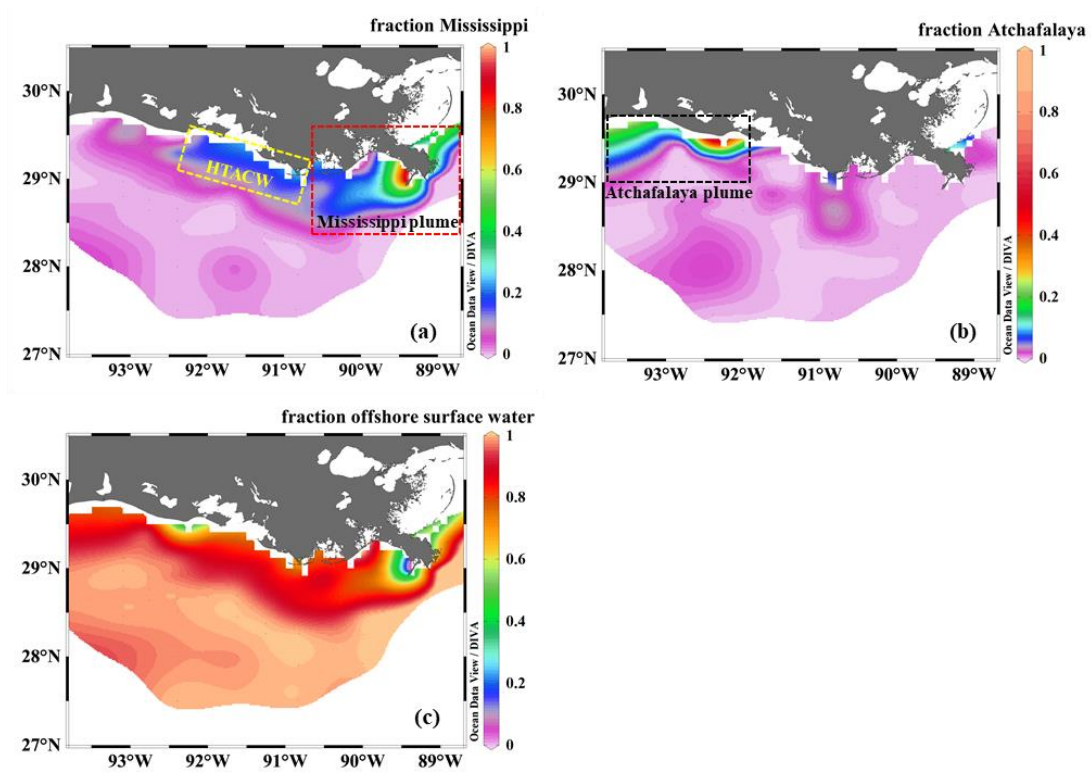 fraction Mississippi
30°N
29°N
28°N
27°N
93°W 92°W 91°W 90°W 89°W
HTACW
Mississippi plume
(a)
1
0.8
0.6
0.4
0.2
0
Ocean Data View / DIVA
fraction Atchafalaya
30°N
29°N
28°N
27°N
93°W 92°W 91°W 90°W 89°W
Atchafalaya plume
(b)
1
0.8
0.6
0.4
0.2
0
Ocean Data View / DIVA
fraction offshore surface water
30°N
29°N
28°N
27°N
93°W 92°W 91°W 90°W 89°W
(c)
1
0.8
0.6
0.4
0.2
0
Ocean Data View / DIVA